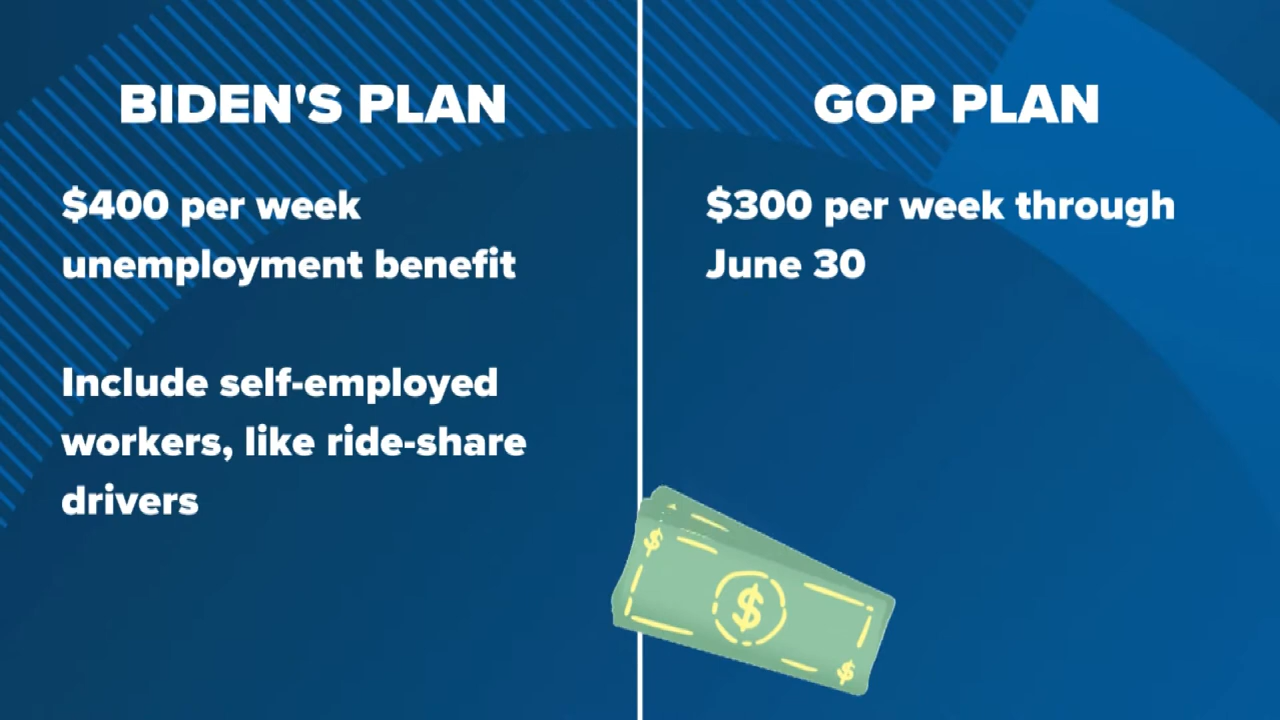 BIDEN'S PLAN
$400 per week
unemployment benefit
Include self-employed
workers, like ride-share
drivers
GOP PLAN
$300 per week through
June 30
$
$
$